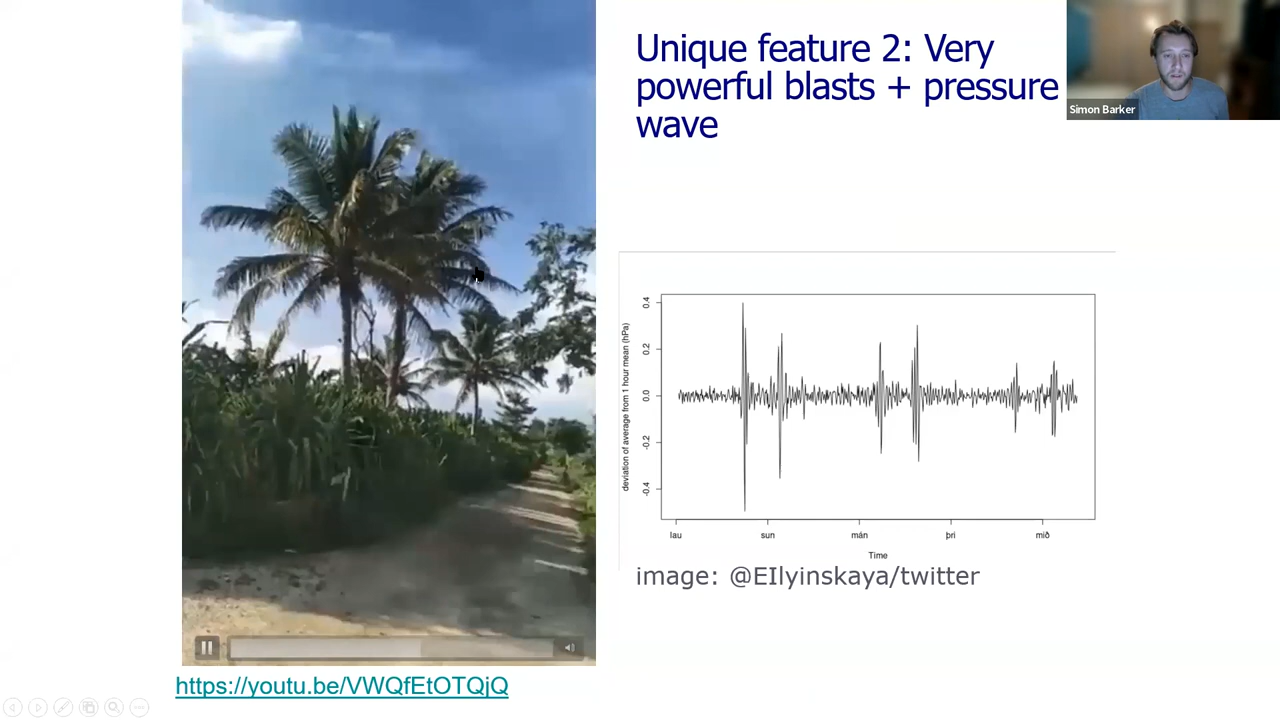 Unique feature 2: Very
powerful blasts + pressure
wave
Simon Barker
deviation of average from 1 hour mean (hPa)
0.4
0.2
0.0
-0.2
-0.4
lau
sun
mán
þri
mið
Time
image: @EIlyinskaya/twitter
https://youtu.be/VWQfEtOTQjQ